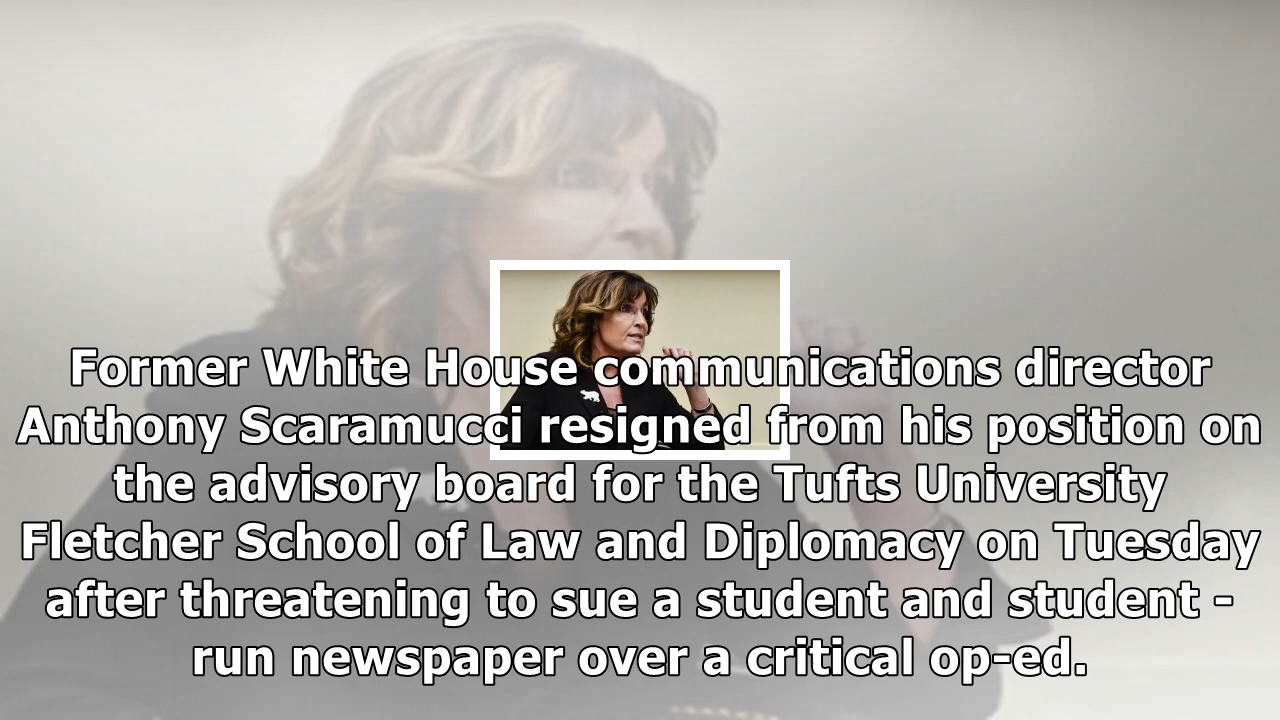 Former White House communications director
Anthony Scaramucci resigned from his position on
the advisory board for the Tufts University
Fletcher School of Law and Diplomacy on Tuesday
after threatening to sue a student and student -
run newspaper over a critical op-ed.